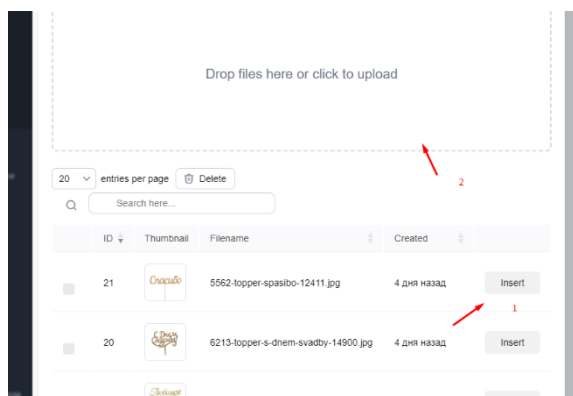 Drop files here or click to upload
2
20 entries per page Delete
Search here...
ID Thumbnail Filename Created
21 Спасибо 5562-topper-spasibo-12411.jpg 4 дня назад Insert
1
20 С Днем Свадьбы 6213-topper-s-dnem-svadby-14900.jpg 4 дня назад Insert